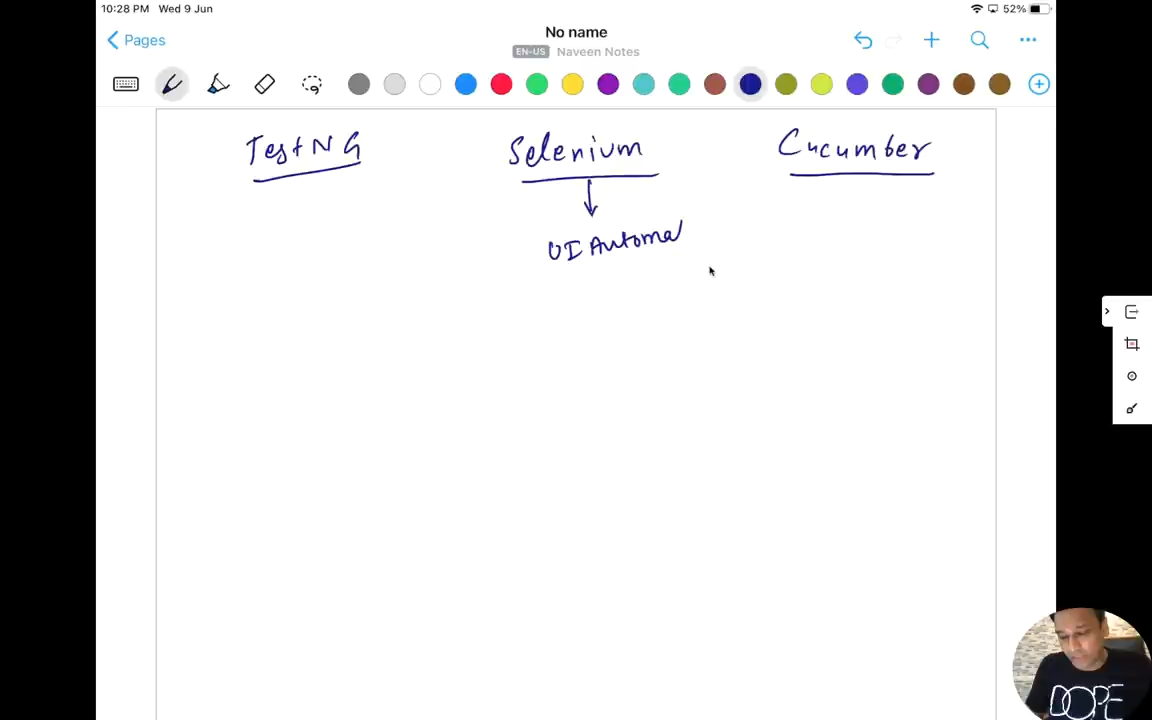 10:28 PM Wed 9 Jun
52%
Pages
No name
EN-US Naveen Notes
TestNG Selenium Cucumber
UI Automa
DOPE